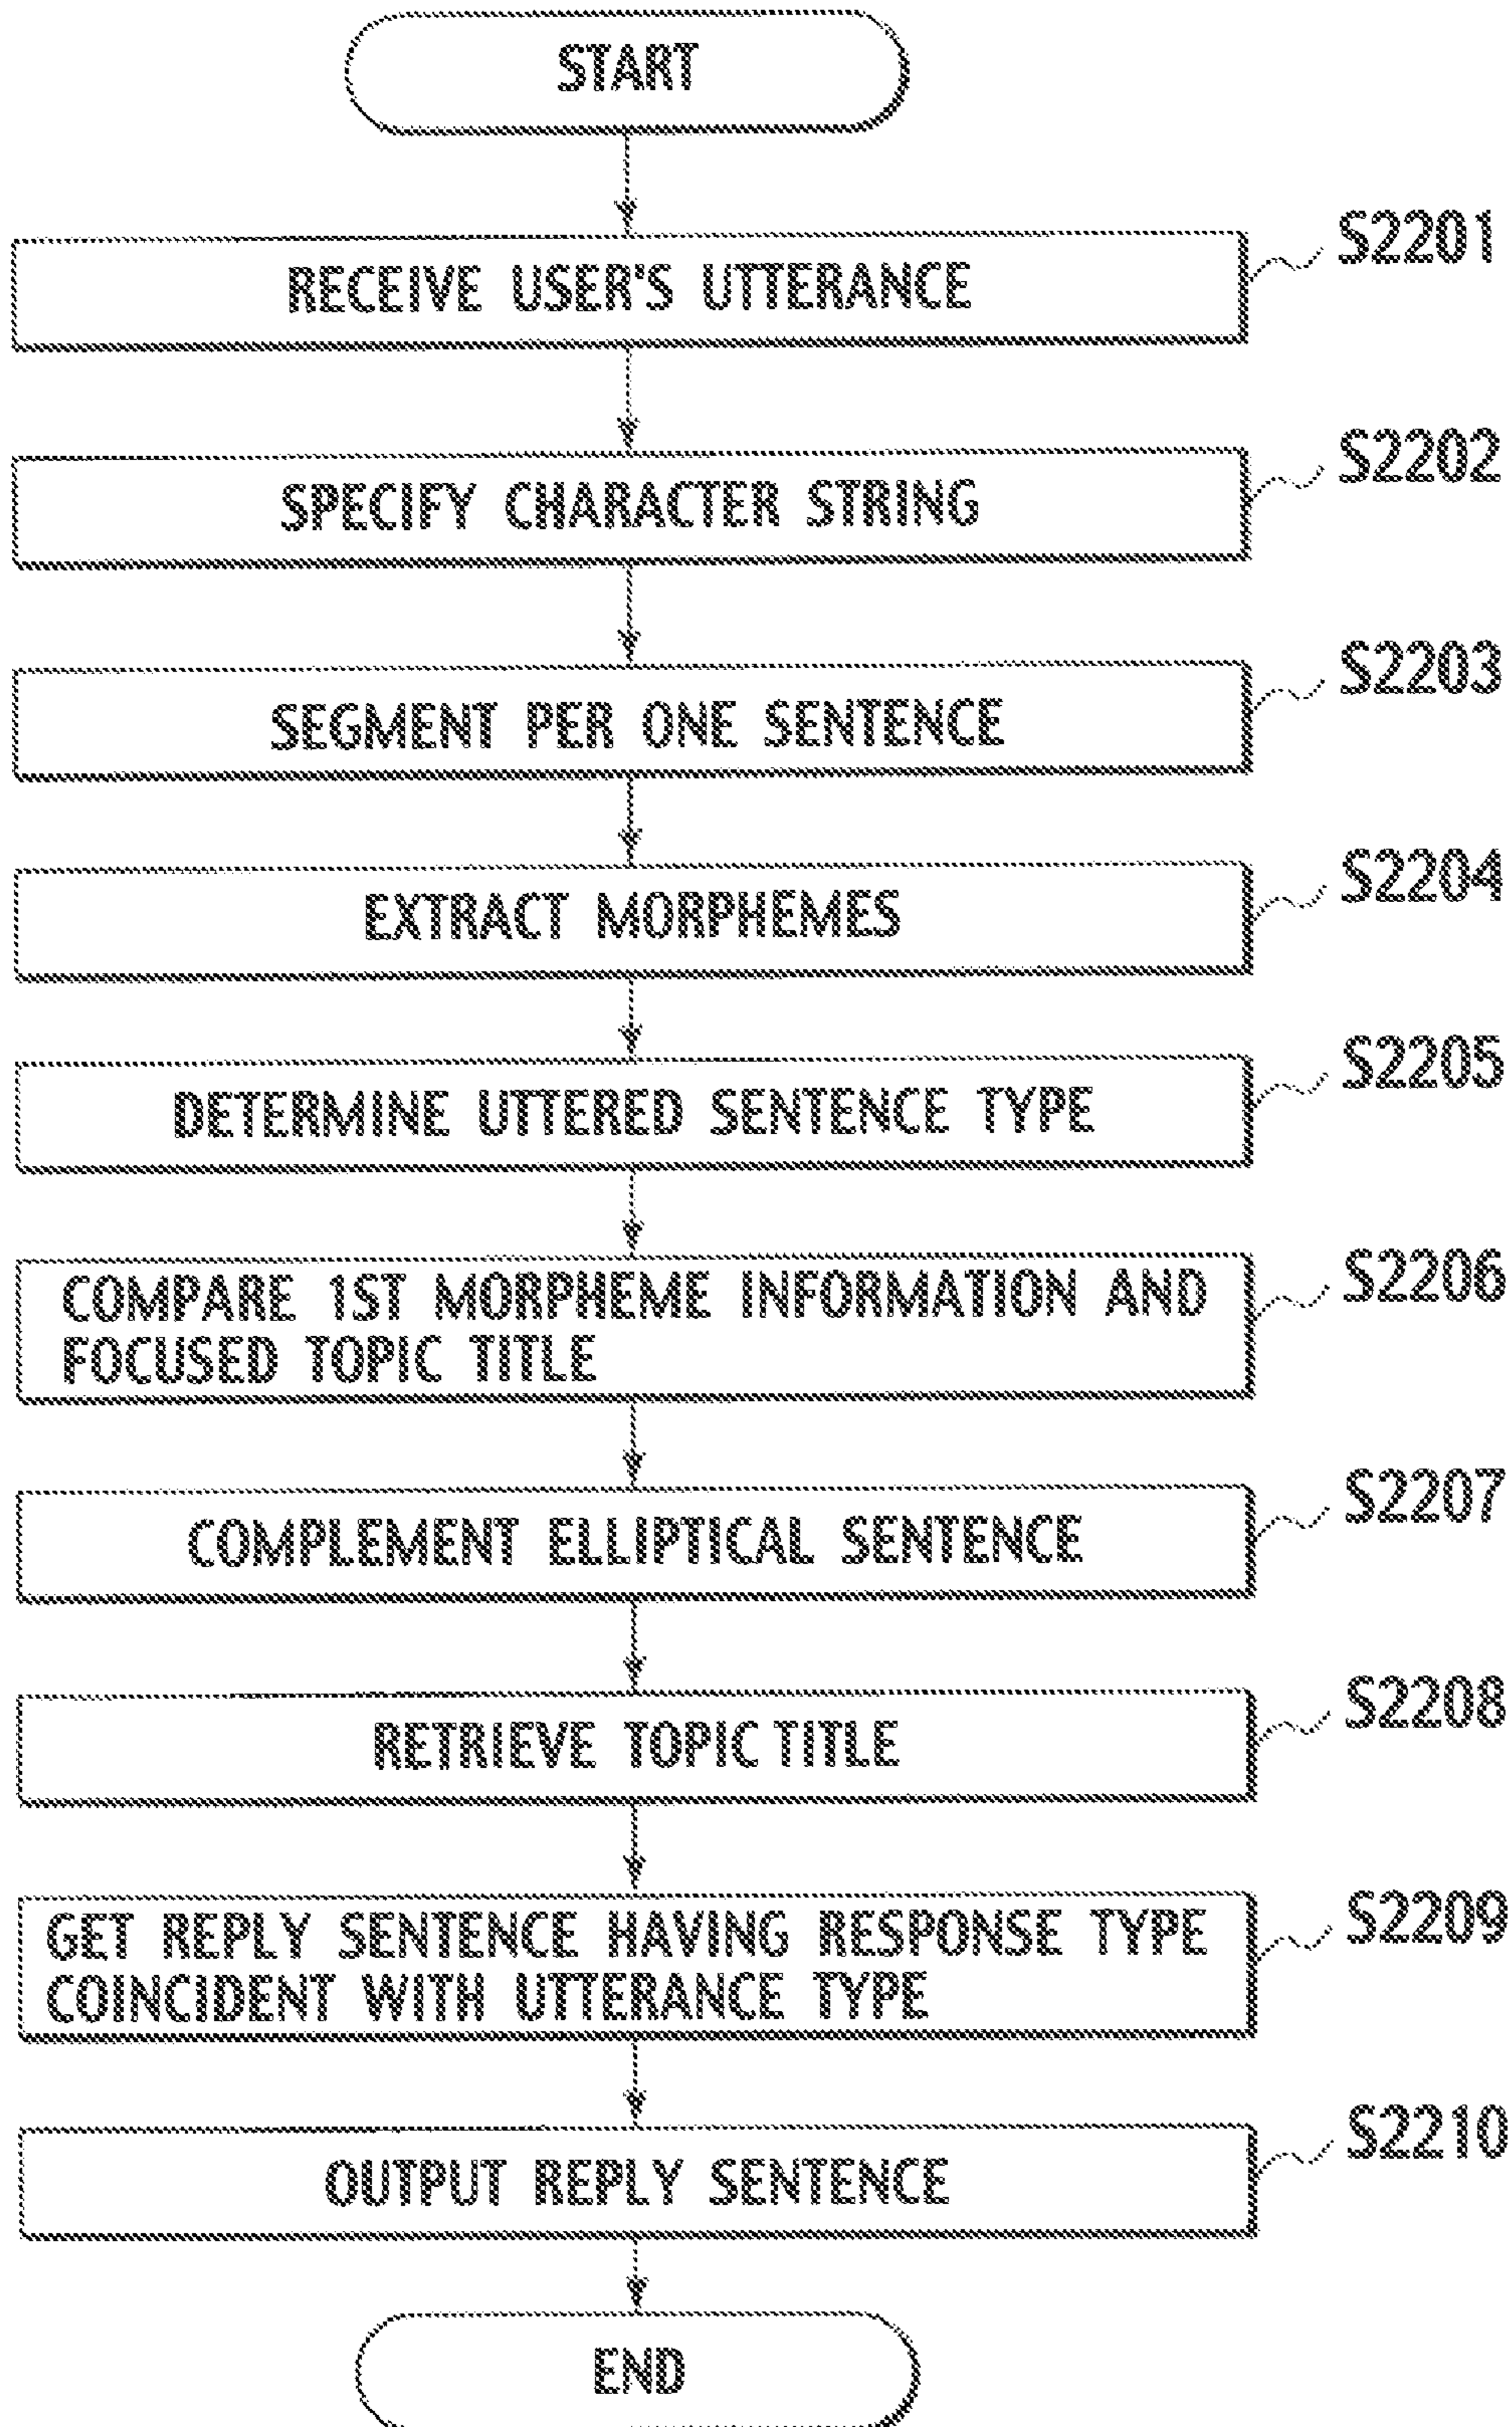 START
RECEIVE USER'S UTTERANCE
S2201
SPECIFY CHARACTER STRING
S2202
SEGMENT PER ONE SENTENCE
S2203
EXTRACT MORPHEMES
S2204
DETERMINE UTTERED SENTENCE TYPE
S2205
COMPARE 1ST MORPHEME INFORMATION AND
FOCUSED TOPIC TITLE
S2206
COMPLEMENT ELLIPTICAL SENTENCE
S2207
RETRIEVE TOPIC TITLE
S2208
GET REPLY SENTENCE HAVING RESPONSE TYPE
COINCIDENT WITH UTTERANCE TYPE
S2209
OUTPUT REPLY SENTENCE
S2210
END